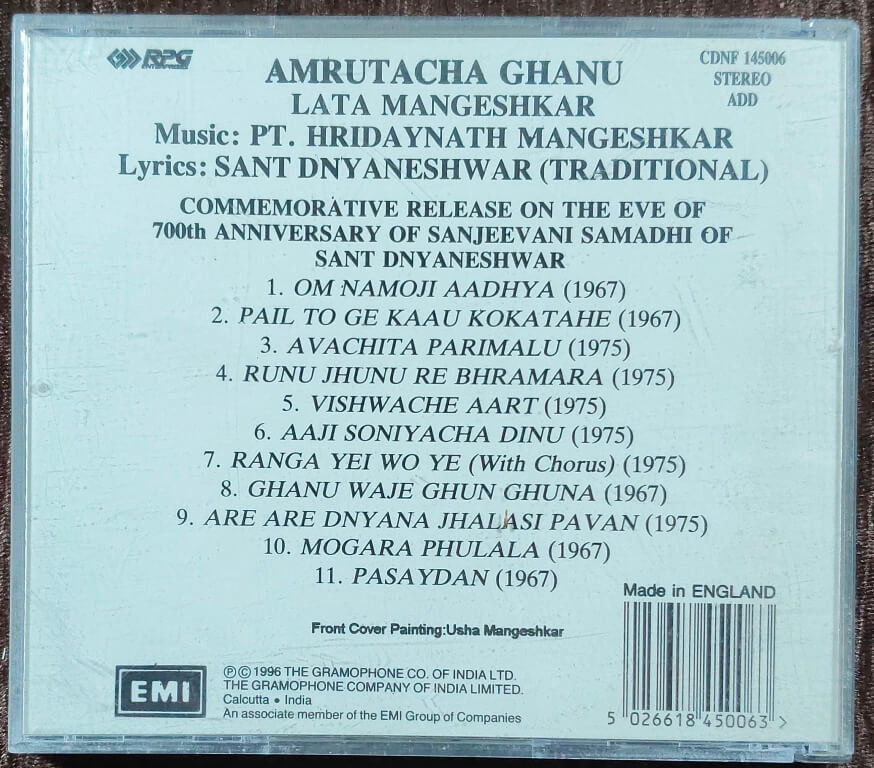 RPG
ENTERPRISES
CDNF 145006
STEREO
ADD
AMRUTACHA GHANU
LATA MANGESHKAR
Music: PT. HRIDAYNATH MANGESHKAR
Lyrics: SANT DNYANESHWAR (TRADITIONAL)
COMMEMORATIVE RELEASE ON THE EVE OF
700th ANNIVERSARY OF SANJEEVANI SAMADHI OF
SANT DNYANESHWAR
1. OM NAMOJI AADHYA (1967)
2. PAIL TO GE KAAU KOKATAHE (1967)
3. AVACHITA PARIMALU (1975)
4. RUNU JHUNU RE BHRAMARA (1975)
5. VISHWACHE AART (1975)
6. AAJI SONIYACHA DINU (1975)
7. RANGA YEI WO YE (With Chorus) (1975)
8. GHANU WAJE GHUN GHUNA (1967)
9. ARE ARE DNYANA JHALASI PAVAN (1975)
10. MOGARA PHULALA (1967)
11. PASAYDAN (1967)
Made in ENGLAND
Front Cover Painting:Usha Mangeshkar
EMI
Ⓟ©1996 THE GRAMOPHONE CO. OF INDIA LTD.
THE GRAMOPHONE COMPANY OF INDIA LIMITED.
Calcutta • India
An associate member of the EMI Group of Companies
5 026618 450063 >